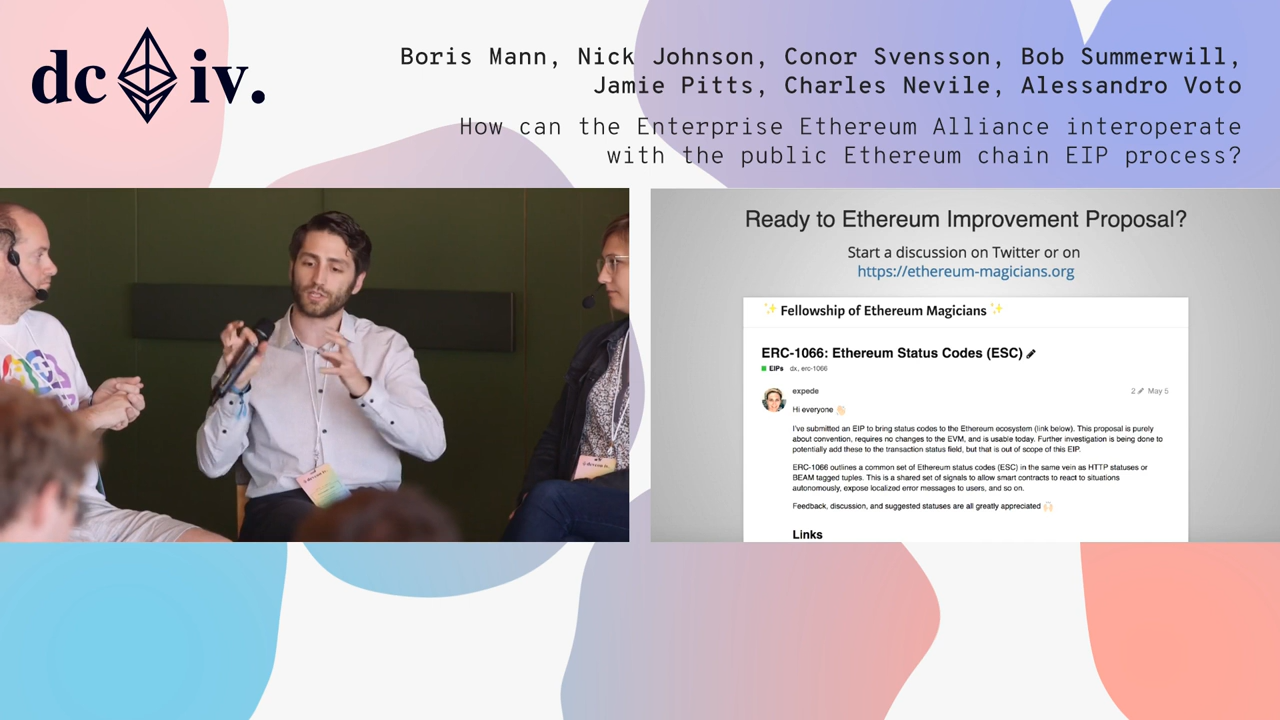 dc iv.
Boris Mann, Nick Johnson, Conor Svensson, Bob Summerwill,
Jamie Pitts, Charles Nevile, Alessandro Voto
How can the Enterprise Ethereum Alliance interoperate
with the public Ethereum chain EIP process?
Ready to Ethereum Improvement Proposal?
Start a discussion on Twitter or on
https://ethereum-magicians.org
Fellowship of Ethereum Magicians
ERC-1066: Ethereum Status Codes (ESC)
EIPs dx, erc-1066
expede
2 May 5
Hi everyone
I've submitted an EIP to bring status codes to the Ethereum ecosystem (link below). This proposal is purely
about convention, requires no changes to the EVM, and is usable today. Further investigation is being done to
potentially add these to the transaction status field, but that is out of scope of this EIP.
ERC-1066 outlines a common set of Ethereum status codes (ESC) in the same vein as HTTP statuses or
BEAM tagged tuples. This is a shared set of signals to allow smart contracts to react to situations
autonomously, expose localized error messages to users, and so on.
Feedback, discussion, and suggested statuses are all greatly appreciated
Links